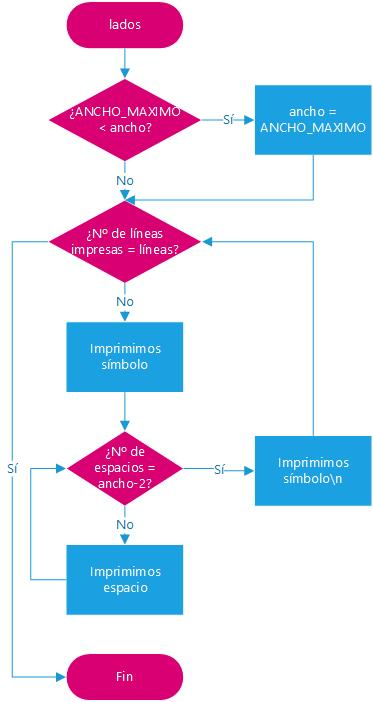 lados
¿ANCHO_MAXIMO
< ancho?
Sí
ancho =
ANCHO_MAXIMO
No
¿Nº de líneas
impresas = líneas?
No
Imprimimos
símbolo
Sí
¿Nº de
espacios =
ancho-2?
Sí
Imprimimos
símbolo\n
No
Imprimimos
espacio
Fin